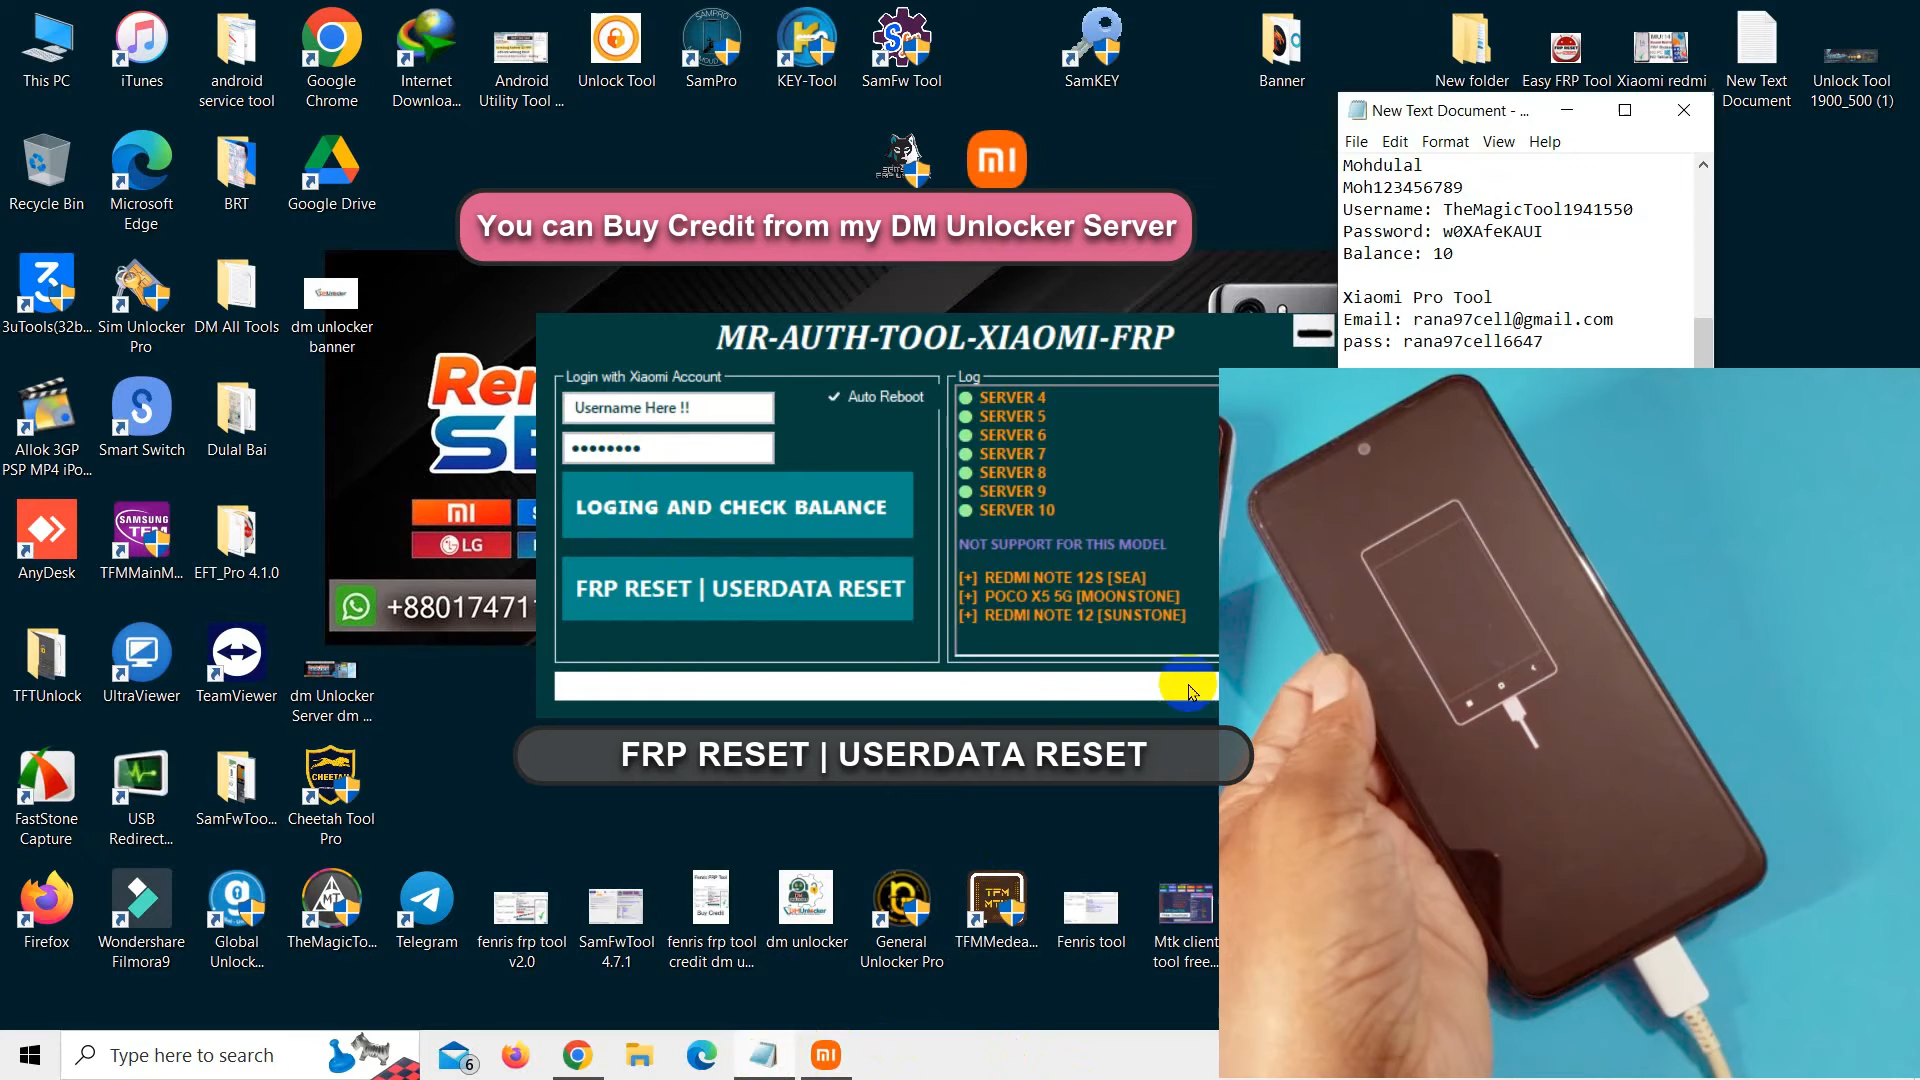 This PC
iTunes
android
service tool
Google
Chrome
Internet
Downloa...
Android
Utility Tool ...
Unlock Tool
SamPro
KEY-Tool
SamFw Tool
SamKEY
Banner
New folder
Easy FRP Tool
Xiaomi redmi
New Text
Document
Unlock Tool
1900_500 (1)
New Text Document - ...
File Edit Format View Help
Mohdulal
Moh123456789
Username: TheMagicTool1941550
Password: w0XAfeKAUI
Balance: 10
Xiaomi Pro Tool
Email: rana97cell@gmail.com
pass: rana97cell6647
Recycle Bin
Microsoft
Edge
BRT
Google Drive
You can Buy Credit from my DM Unlocker Server
3uTools(32b...
Sim Unlocker
Pro
DM All Tools
dm unlocker
banner
MR-AUTH-TOOL-XIAOMI-FRP
Login with Xiaomi Account
Username Here !!
Auto Reboot
LOGING AND CHECK BALANCE
FRP RESET | USERDATA RESET
Log
SERVER 4
SERVER 5
SERVER 6
SERVER 7
SERVER 8
SERVER 9
SERVER 10
NOT SUPPORT FOR THIS MODEL
[+] REDMI NOTE 12S [SEA]
[+] POCO X5 5G [MOONSTONE]
[+] REDMI NOTE 12 [SUNSTONE]
LG
+88017471
FRP RESET | USERDATA RESET
Allok 3GP
PSP MP4 iPo...
Smart Switch
Dulal Bai
AnyDesk
SAMSUNG
TFM
TFMMainM...
EFT_Pro 4.1.0
TFTUnlock
UltraViewer
TeamViewer
dm Unlocker
Server dm ...
FastStone
Capture
USB
Redirect...
SamFwToo...
CHEETAH
Cheetah Tool
Pro
Firefox
Wondershare
Filmora9
Global
Unlock...
TheMagicTo...
Telegram
fenris frp tool
v2.0
SamFwTool
4.7.1
fenris frp tool
credit dm u...
dm unlocker
General
Unlocker Pro
TFMMedea...
Fenris tool
Mtk client
tool free...
Type here to search
6